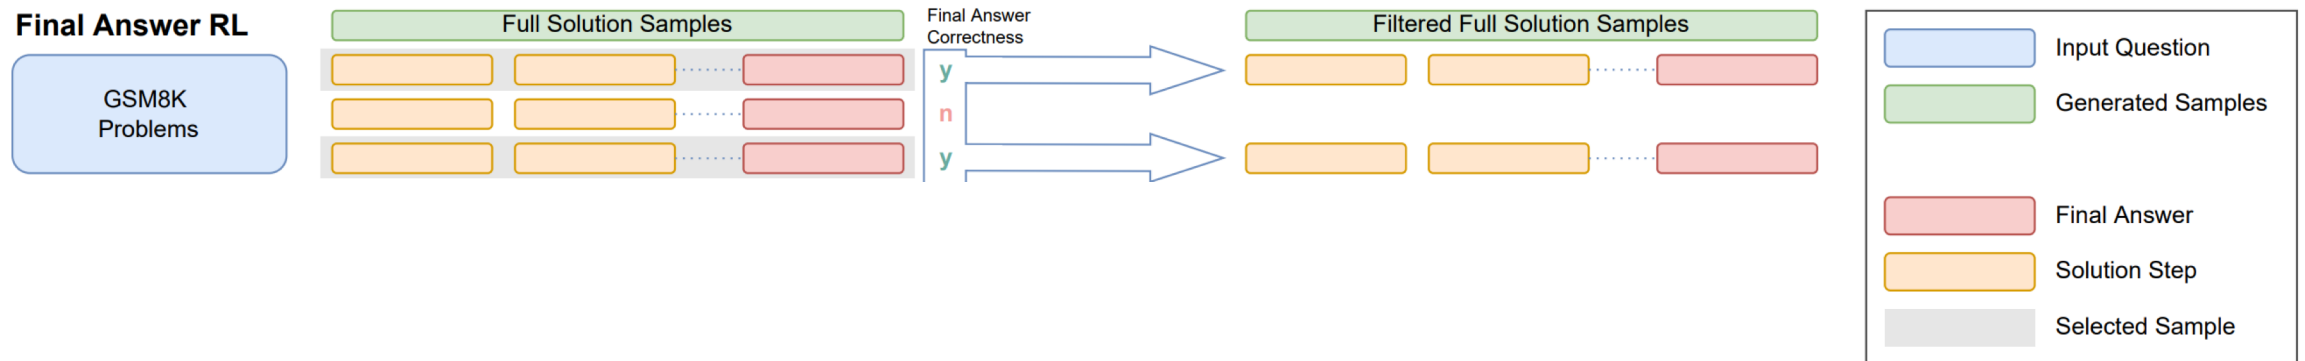 Final Answer RL
GSM8K
Problems
Full Solution Samples
Final Answer
Correctness
y
n
y
Filtered Full Solution Samples
Input Question
Generated Samples
Final Answer
Solution Step
Selected Sample